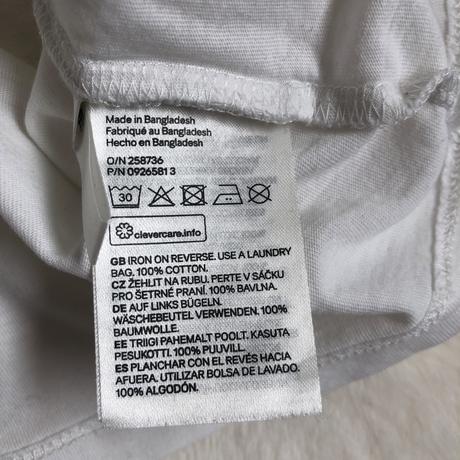 Made in Bangladesh
Fabriqué au Bangladesh
Hecho en Bangladesh
O/N 258736
P/N 0926581 3
30
clevercare.info
GB IRON ON REVERSE. USE A LAUNDRY
BAG. 100% COTTON.
CZ ŽEHLIT NA RUBU. PERTE V SÁČKU
PRO ŠETRNÉ PRANÍ. 100% BAVLNA.
DE AUF LINKS BÜGELN.
WÄSCHEBEUTEL VERWENDEN. 100%
BAUMWOLLE.
EE TRIIGI PAHEMALT POOLT. KASUTA
PESUKOTTI. 100% PUUVILL.
ES PLANCHAR CON EL REVÉS HACIA
AFUERA. UTILIZAR BOLSA DE LAVADO.
100% ALGODÓN.